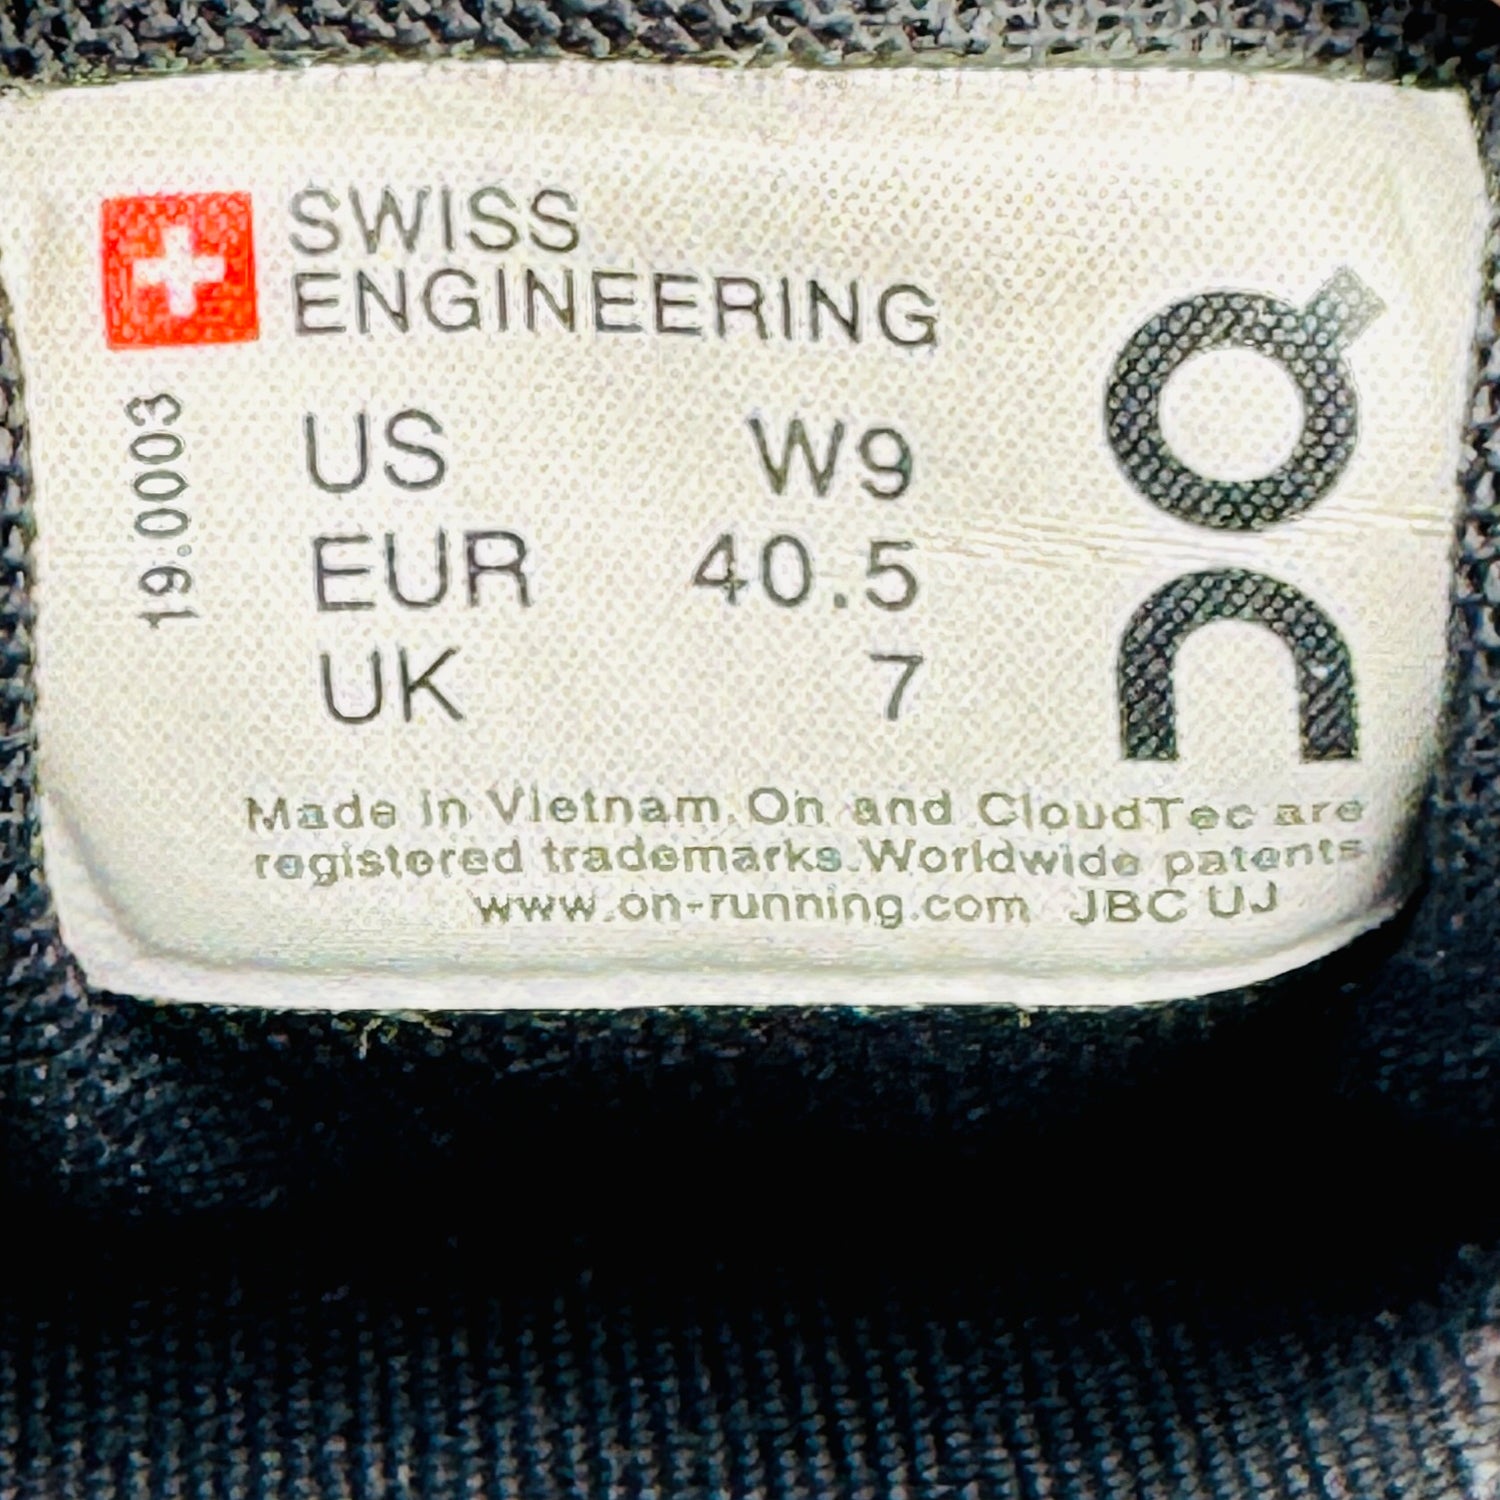 SWISS
ENGINEERING
19.0003
US W9
EUR 40.5
UK 7
On
Made in Vietnam. On and CloudTec are
registered trademarks. Worldwide patents
www.on-running.com JBC UJ